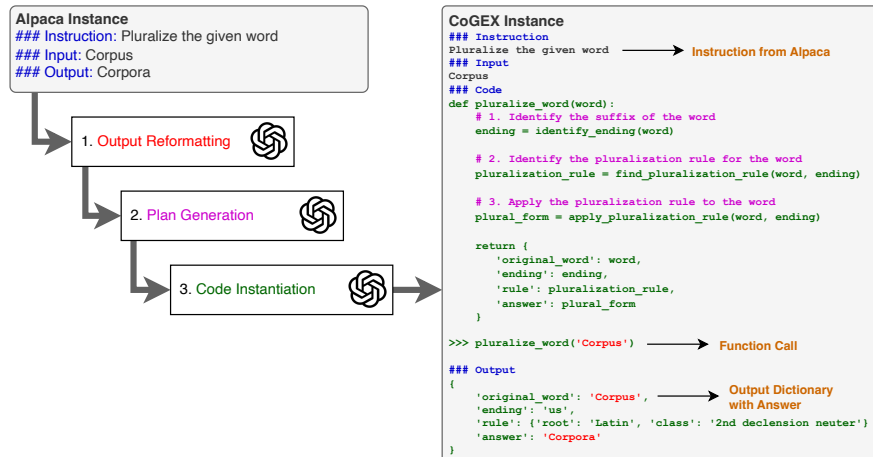 Alpaca Instance
### Instruction: Pluralize the given word
### Input: Corpus
### Output: Corpora
1. Output Reformatting
2. Plan Generation
3. Code Instantiation
CoGEX Instance
### Instruction
Pluralize the given word
Instruction from Alpaca
### Input
Corpus
### Code
def pluralize_word(word):
# 1. Identify the suffix of the word
ending = identify_ending(word)
# 2. Identify the pluralization rule for the word
pluralization_rule = find_pluralization_rule(word, ending)
# 3. Apply the pluralization rule to the word
plural_form = apply_pluralization_rule(word, ending)
return {
'original_word': word,
'ending': ending,
'rule': pluralization_rule,
'answer': plural_form
}
>>> pluralize_word('Corpus')
Function Call
### Output
{
'original_word': 'Corpus',
Output Dictionary
with Answer
'ending': 'us',
'rule': {'root': 'Latin', 'class': '2nd declension neuter'}
'answer': 'Corpora'
}